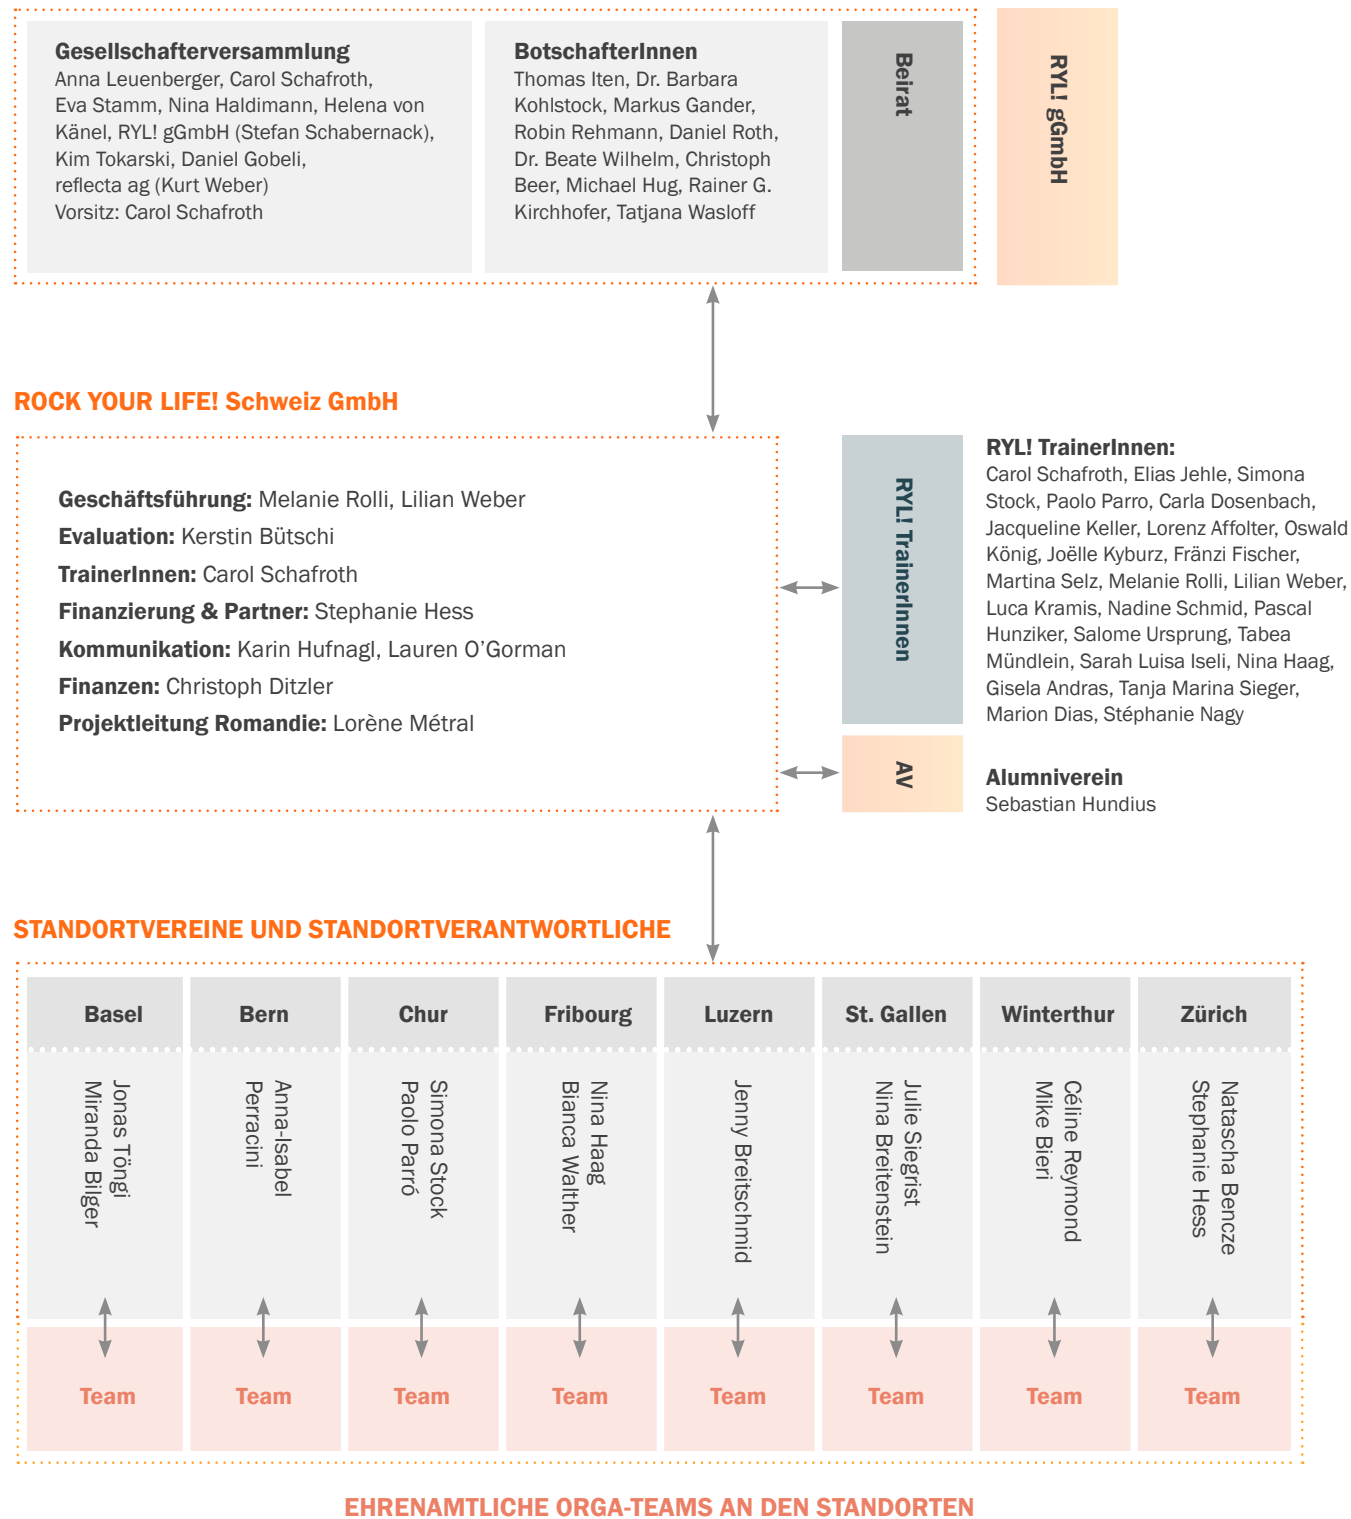 Gesellschafterversammlung
Anna Leuenberger, Carol Schafroth,
Eva Stamm, Nina Haldimann, Helena von
Känel, RYL! gGmbH (Stefan Schabernack),
Kim Tokarski, Daniel Gobeli,
reflecta ag (Kurt Weber)
Vorsitz: Carol Schafroth
BotschafterInnen
Thomas Iten, Dr. Barbara
Kohlstock, Markus Gander,
Robin Rehmann, Daniel Roth,
Dr. Beate Wilhelm, Christoph
Beer, Michael Hug, Rainer G.
Kirchhofer, Tatjana Wasloff
Beirat
RYL! gGmbH
ROCK YOUR LIFE! Schweiz GmbH
Geschäftsführung: Melanie Rolli, Lilian Weber
Evaluation: Kerstin Bütschi
TrainerInnen: Carol Schafroth
Finanzierung & Partner: Stephanie Hess
Kommunikation: Karin Hufnagl, Lauren O’Gorman
Finanzen: Christoph Ditzler
Projektleitung Romandie: Lorène Métral
RYL! TrainerInnen
RYL! TrainerInnen:
Carol Schafroth, Elias Jehle, Simona
Stock, Paolo Parro, Carla Dosenbach,
Jacqueline Keller, Lorenz Affolter, Oswald
König, Joëlle Kyburz, Fränzi Fischer,
Martina Selz, Melanie Rolli, Lilian Weber,
Luca Kramis, Nadine Schmid, Pascal
Hunziker, Salome Ursprung, Tabea
Mündlein, Sarah Luisa Iseli, Nina Haag,
Gisela Andras, Tanja Marina Sieger,
Marion Dias, Stéphanie Nagy
AV
Alumniverein
Sebastian Hundius
STANDORTVEREINE UND STANDORTVERANTWORTLICHE
Basel
Bern
Chur
Fribourg
Luzern
St. Gallen
Winterthur
Zürich
Jonas Töngi
Miranda Bilger
Anna-Isabel
Perracini
Simona Stock
Paolo Parró
Nina Haag
Bianca Walther
Jenny Breitschmid
Julie Siegrist
Nina Breitenstein
Céline Reymond
Mike Bieri
Natascha Bencze
Stephanie Hess
Team
Team
Team
Team
Team
Team
Team
Team
EHRENAMTLICHE ORGA-TEAMS AN DEN STANDORTEN